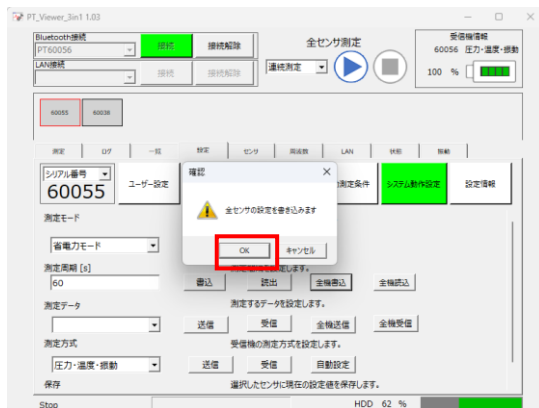 PT_Viewer_3in1 1.03
Bluetooth接続
PT60056
接続
接続解除
LAN接続
接続
接続解除
全センサ測定
連続測定
受信機情報
60056 圧力・温度・振動
100 %
60055
60036
測定
ログ
一覧
設定
センサ
周波数
LAN
状態
振動
シリアル番号
60055
ユーザー設定
測定条件
システム動作設定
設定情報
確認
全センサの設定を書き込みます
OK
キャンセル
測定モード
省電力モード
測定周期 [s]
60
書込
読出
全機書込
全機読込
測定データ
測定するデータを設定します。
送信
受信
全機送信
全機受信
測定方式
受信機の測定方式を設定します。
圧力・温度・振動
送信
受信
自動設定
保存
選択したセンサに現在の設定値を保存します。
Stop
HDD 62 %